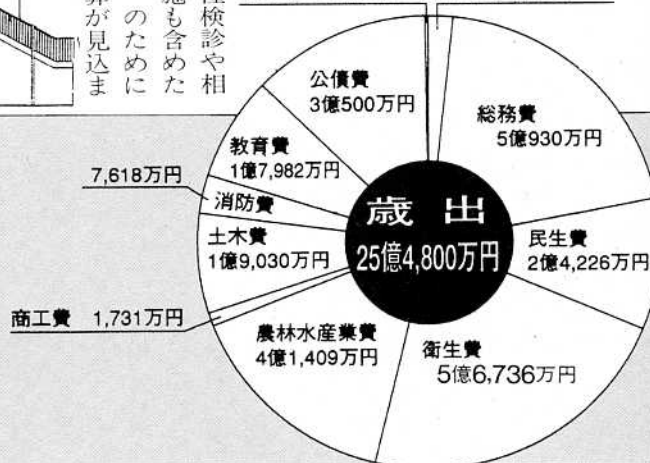 性検診や相
施も含めた
のために
算が見込ま
歳出
25億4,800万円
総務費
5億930万円
民生費
2億4,226万円
衛生費
5億6,736万円
農林水産業費
4億1,409万円
商工費 1,731万円
土木費
1億9,030万円
消防費
7,618万円
教育費
1億7,982万円
公債費
3億500万円